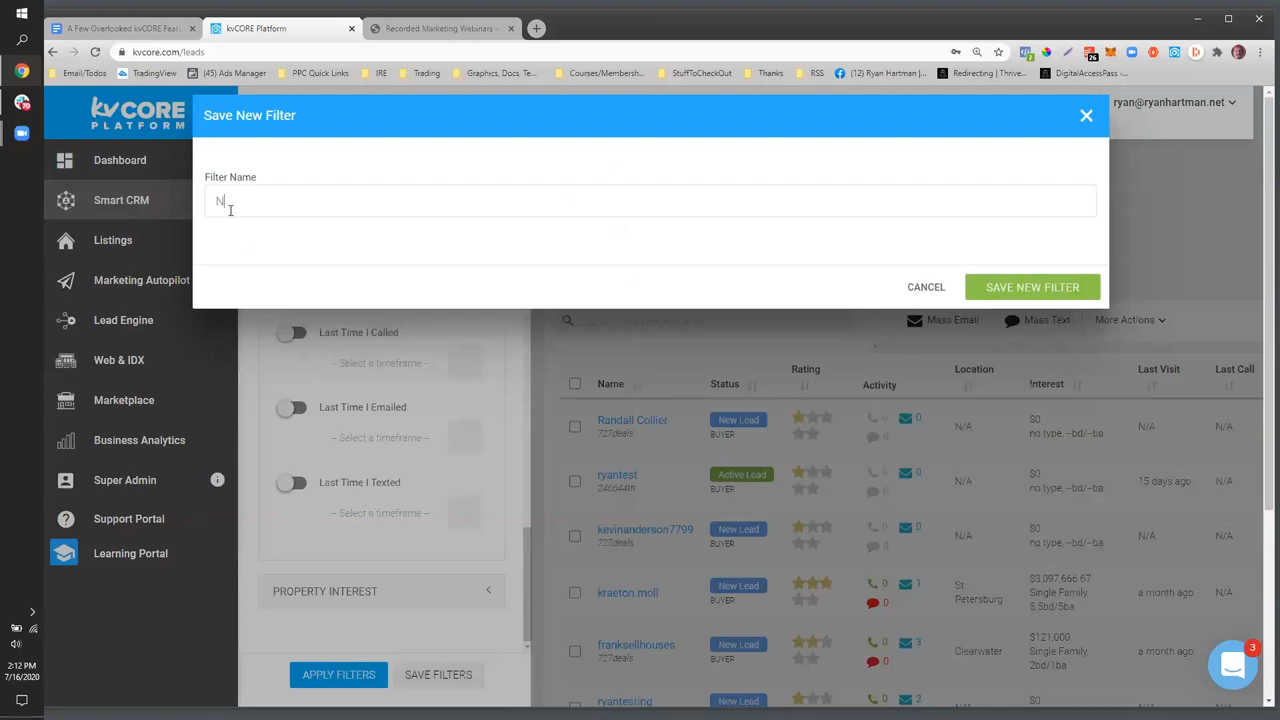 A Few Overlooked kvCORE Feat
kvCORE Platform
Recorded Marketing Webinars -
kvcore.com/leads
Email/Todos
TradingView
(45) Ads Manager
PPC Quick Links
IRE
Trading
Graphics, Docs, Te...
Courses/Membersh...
StuffToCheckOut
Thanks
RSS
(12) Ryan Hartman |...
Redirecting | Thrive...
DigitalAccessPass |...
kvCORE
PLATFORM
ryan@ryanhartman.net
Save New Filter
Filter Name
N
CANCEL
SAVE NEW FILTER
Dashboard
Smart CRM
Listings
Marketing Autopilot
Lead Engine
Web & IDX
Marketplace
Business Analytics
Super Admin
Support Portal
Learning Portal
Last Time I Called
-- Select a timeframe --
Last Time I Emailed
-- Select a timeframe --
Last Time I Texted
-- Select a timeframe --
PROPERTY INTEREST
APPLY FILTERS
SAVE FILTERS
Mass Email
Mass Text
More Actions
Name
Status
Rating
Activity
Location
Interest
Last Visit
Last Call
Randall Collier
727deals
New Lead
BUYER
0
0
0
N/A
$0
no type, --bd/--ba
N/A
N/A
ryantest
246644th
Active Lead
BUYER
0
0
0
N/A
$0
no type, --bd/--ba
15 days ago
N/A
kevinanderson7799
727deals
New Lead
BUYER
0
0
0
N/A
$0
no type, --bd/--ba
N/A
N/A
kraeton.moll
New Lead
BUYER
0
1
0
St
Petersburg
$3,097,666.67
Single Family,
5.5bd/5ba
a month ago
N/A
franksellhouses
727deals
New Lead
BUYER
0
3
0
Clearwater
$121,000
Single Family,
2bd/1ba
a month ago
N/A
ryantesting
New Lead
0
2
3
2:12 PM
7/16/2020